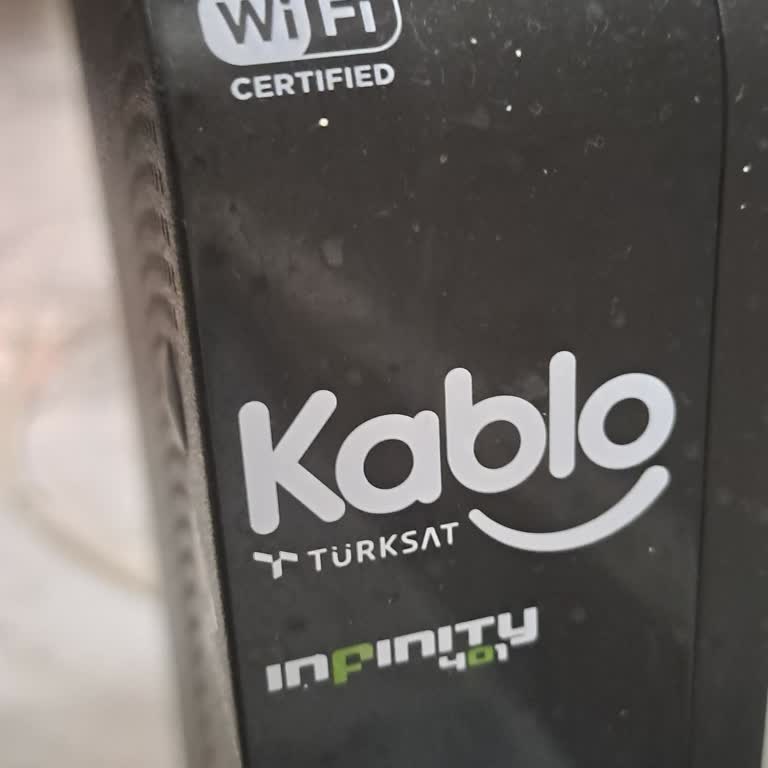 WiFi
CERTIFIED
Kablo
TÜRKSAT
INFINITY
401